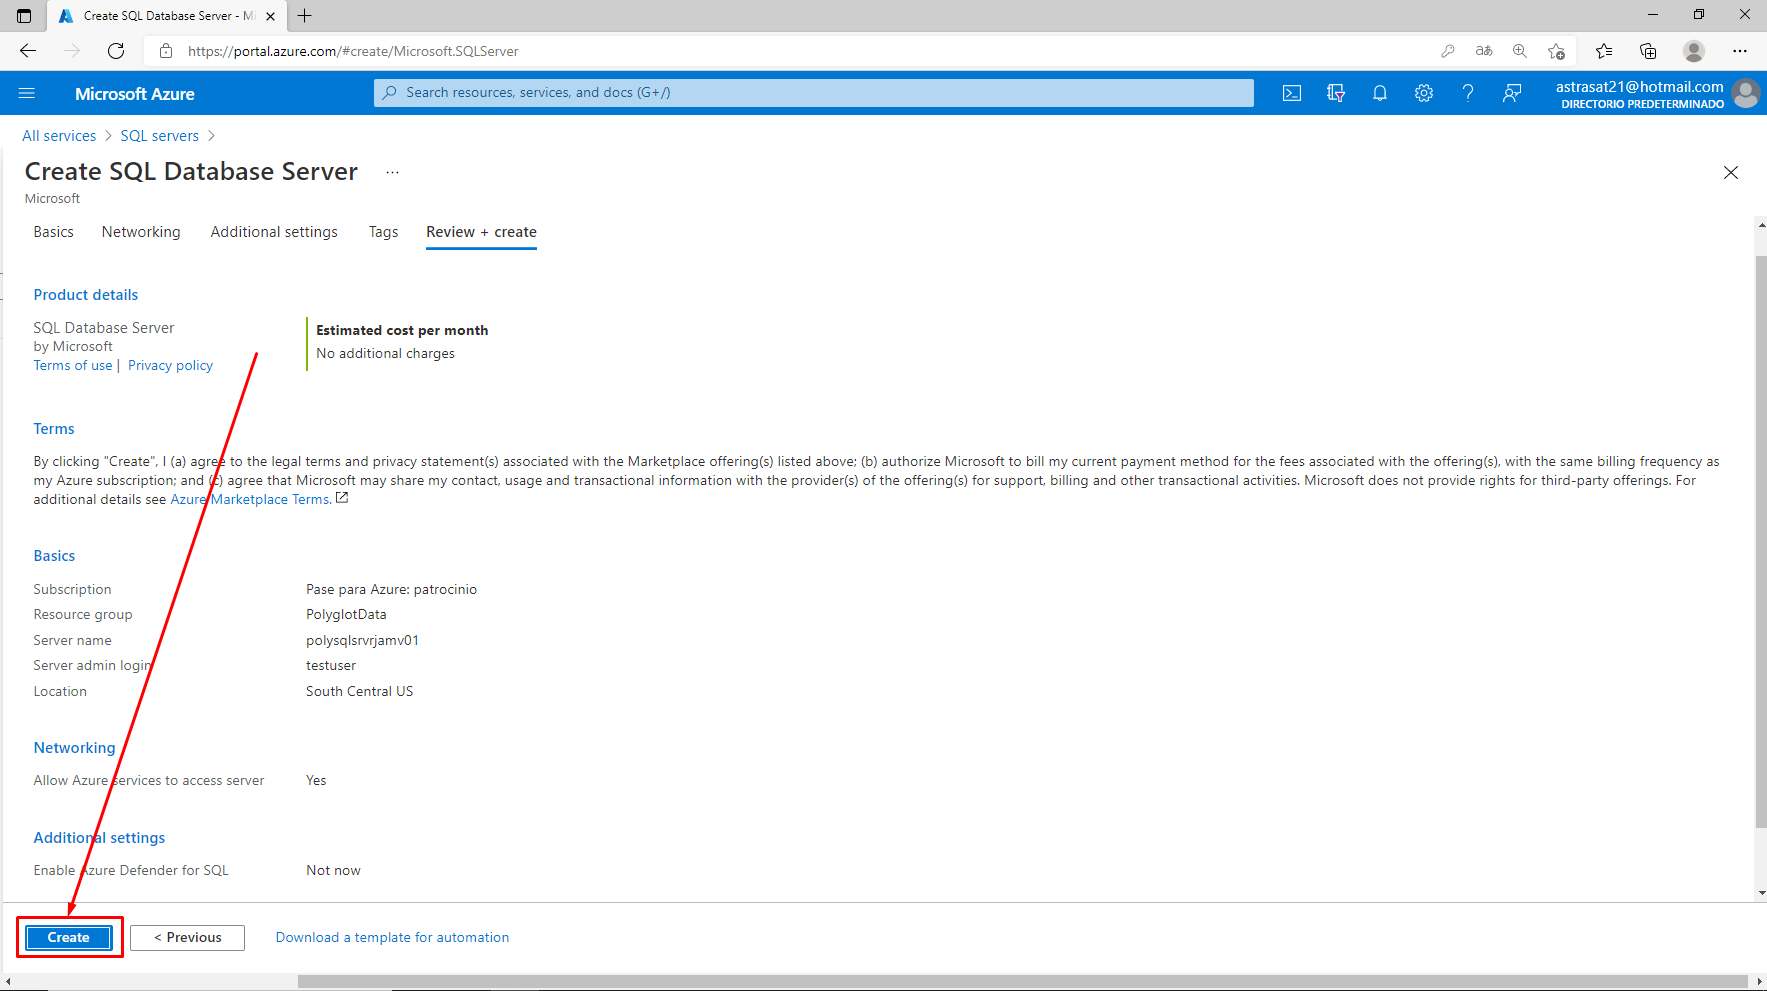 Create SQL Database Server - Mi
https://portal.azure.com/#create/Microsoft.SQLServer
Microsoft Azure
Search resources, services, and docs (G+/)
astrasat21@hotmail.com
DIRECTORIO PREDETERMINADO
All services > SQL servers >
Create SQL Database Server ...
Microsoft
Basics Networking Additional settings Tags Review + create
Product details
SQL Database Server
by Microsoft
Terms of use | Privacy policy
Estimated cost per month
No additional charges
Terms
By clicking "Create", I (a) agree to the legal terms and privacy statement(s) associated with the Marketplace offering(s) listed above; (b) authorize Microsoft to bill my current payment method for the fees associated with the offering(s), with the same billing frequency as
my Azure subscription; and (c) agree that Microsoft may share my contact, usage and transactional information with the provider(s) of the offering(s) for support, billing and other transactional activities. Microsoft does not provide rights for third-party offerings. For
additional details see Azure Marketplace Terms.
Basics
Subscription Pase para Azure: patrocinio
Resource group PolyglotData
Server name polysqlsrvrjamv01
Server admin login testuser
Location South Central US
Networking
Allow Azure services to access server Yes
Additional settings
Enable Azure Defender for SQL Not now
Create < Previous Download a template for automation